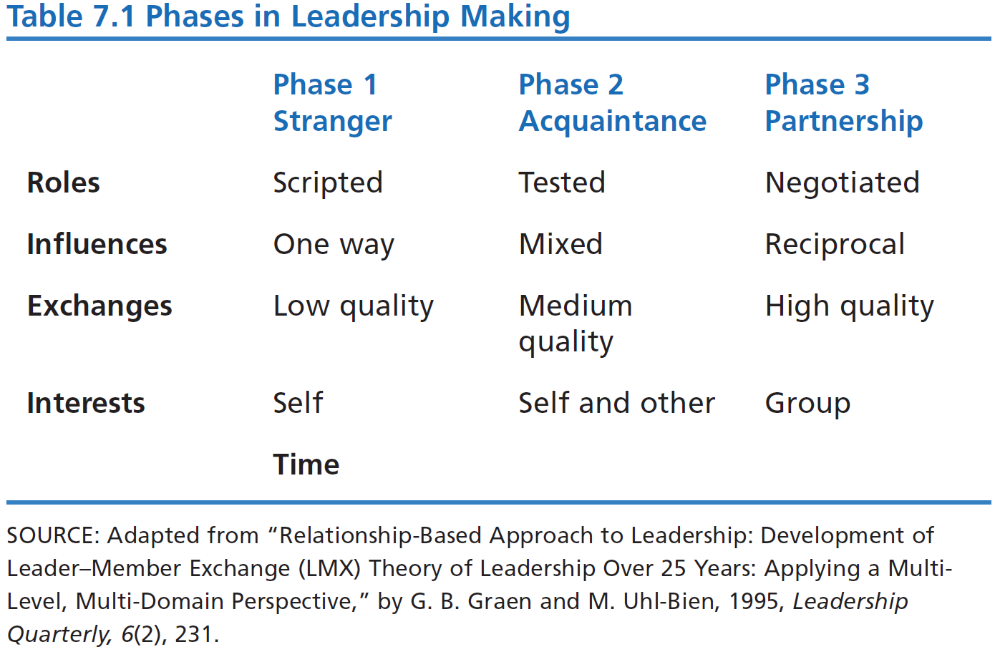 Table 7.1 Phases in Leadership Making
Phase 1 Phase 2 Phase 3
Stranger Acquaintance Partnership
Roles Scripted Tested Negotiated
Influences One way Mixed Reciprocal
Exchanges Low quality Medium High quality
quality
Interests Self Self and other Group
Time
SOURCE: Adapted from “Relationship-Based Approach to Leadership: Development of
Leader–Member Exchange (LMX) Theory of Leadership Over 25 Years: Applying a Multi-
Level, Multi-Domain Perspective,” by G. B. Graen and M. Uhl-Bien, 1995, Leadership
Quarterly, 6(2), 231.